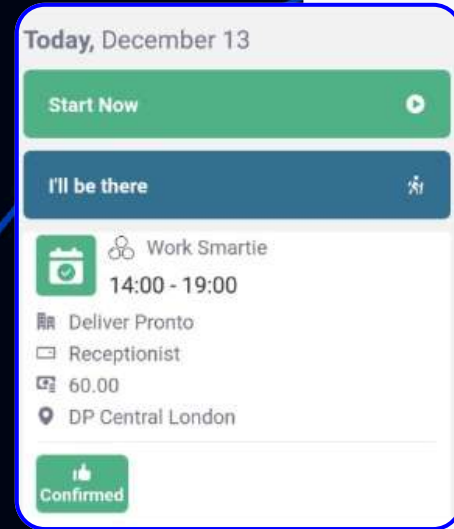 Today, December 13
Start Now
I'll be there
Work Smartie
14:00 - 19:00
Deliver Pronto
Receptionist
60.00
DP Central London
Confirmed